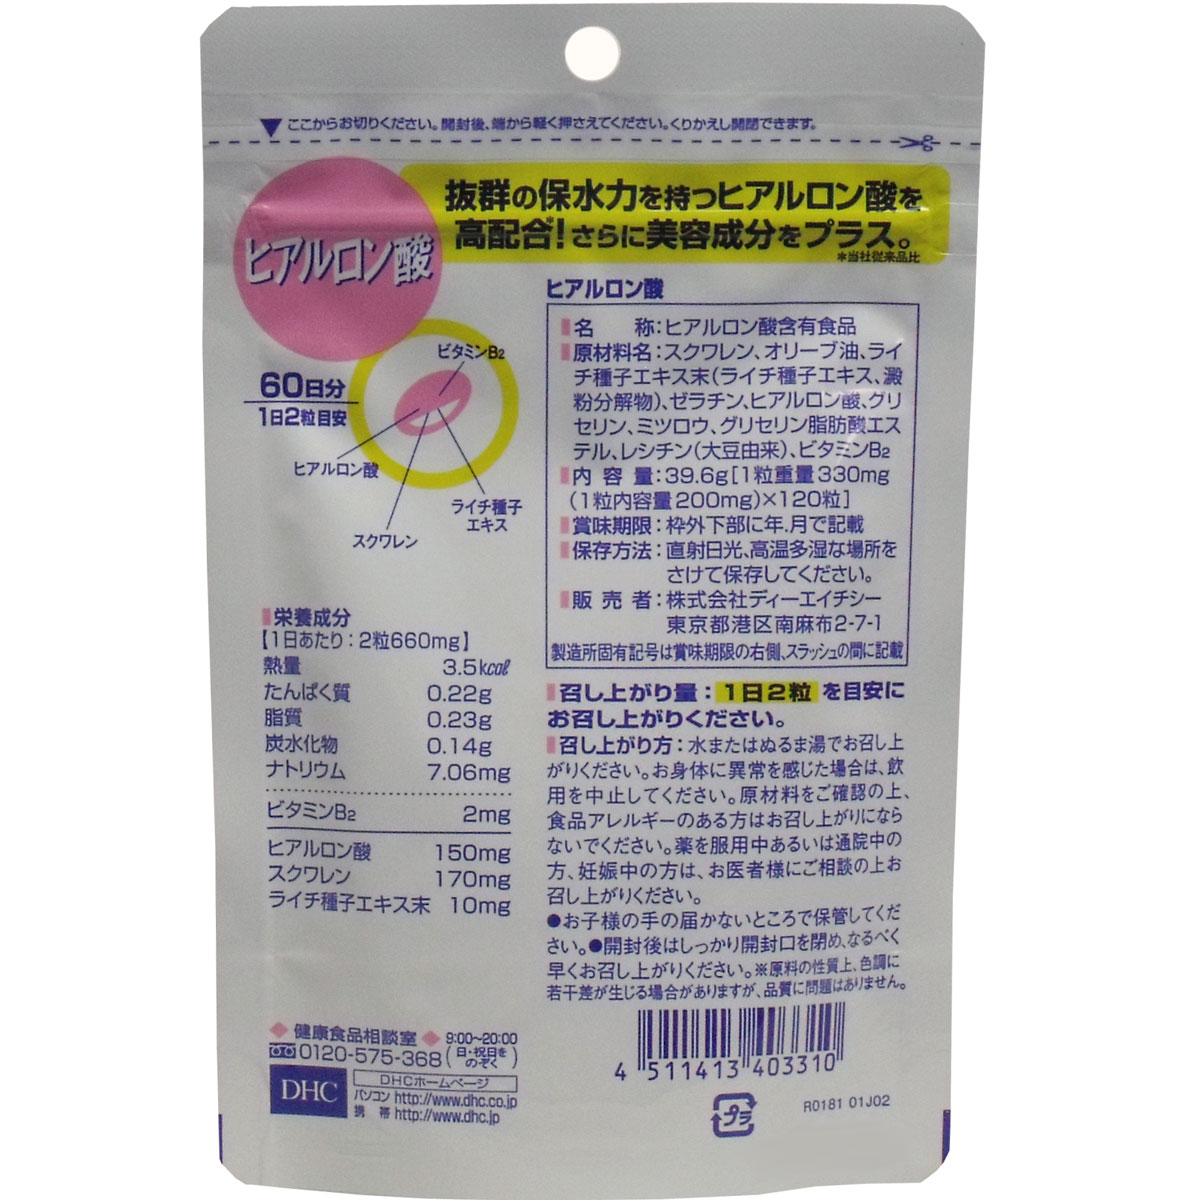 ▼ここからお切りください。開封後、端から軽く押さえてください。くりかえし開閉できます。
ヒアルロン酸
抜群の保水力を持つヒアルロン酸を
高配合*！さらに美容成分をプラス。
*当社従来品比
60日分
1日2粒目安
ビタミンB2
ヒアルロン酸
スクワレン
ライチ種子
エキス
ヒアルロン酸
名　　称：ヒアルロン酸含有食品
原材料名：スクワレン、オリーブ油、ライ
チ種子エキス末（ライチ種子エキス、澱
粉分解物）、ゼラチン、ヒアルロン酸、グリ
セリン、ミツロウ、グリセリン脂肪酸エス
テル、レシチン（大豆由来）、ビタミンB2
内 容 量：39.6g［1粒重量330mg
（1粒内容量200mg）×120粒］
賞味期限：枠外下部に年.月で記載
保存方法：直射日光、高温多湿な場所を
さけて保存してください。
販 売 者：株式会社ディーエイチシー
東京都港区南麻布2-7-1
製造所固有記号は賞味期限の右側、スラッシュの間に記載
栄養成分
【1日あたり：2粒660mg】
熱量 3.5kcal
たんぱく質 0.22g
脂質 0.23g
炭水化物 0.14g
ナトリウム 7.06mg
ビタミンB2 2mg
ヒアルロン酸 150mg
スクワレン 170mg
ライチ種子エキス末 10mg
召し上がり量：1日2粒を目安に
お召し上がりください。
召し上がり方：水またはぬるま湯でお召し上
がりください。お身体に異常を感じた場合は、飲
用を中止してください。原材料をご確認の上、
食品アレルギーのある方はお召し上がりになら
ないでください。薬を服用中あるいは通院中の
方、妊娠中の方は、お医者様にご相談の上お
召し上がりください。
●お子様の手の届かないところで保管してくだ
さい。●開封後はしっかり開封口を閉め、なるべく
早くお召し上がりください。※原料の性質上、色調に
若干差が生じる場合がありますが、品質に問題はありません。
◆健康食品相談室◆ 9:00〜20:00
0120-575-368（日・祝日をのぞく）
DHC
DHCホームページ
パソコン http://www.dhc.co.jp
携 帯 http://www.dhc.jp
4 511413 403310
プラ
R0181 01J02